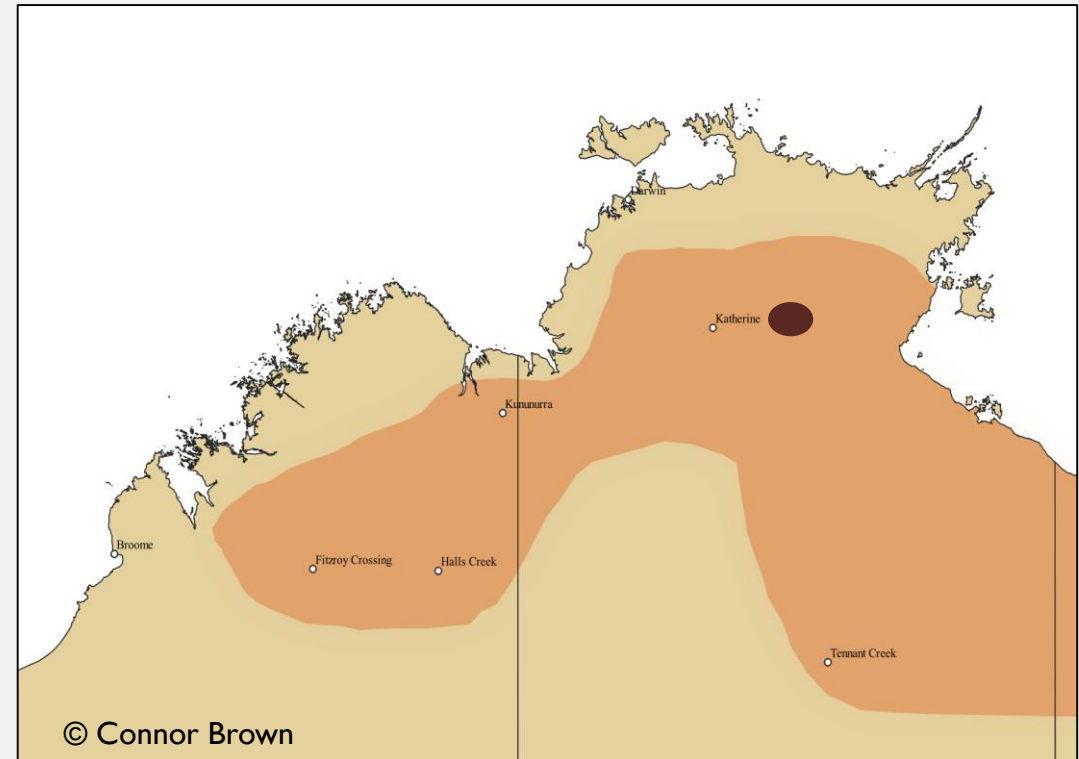 Darwin
Katherine
Kununurra
Broome
Fitzroy Crossing
Halls Creek
Tennant Creek
© Connor Brown